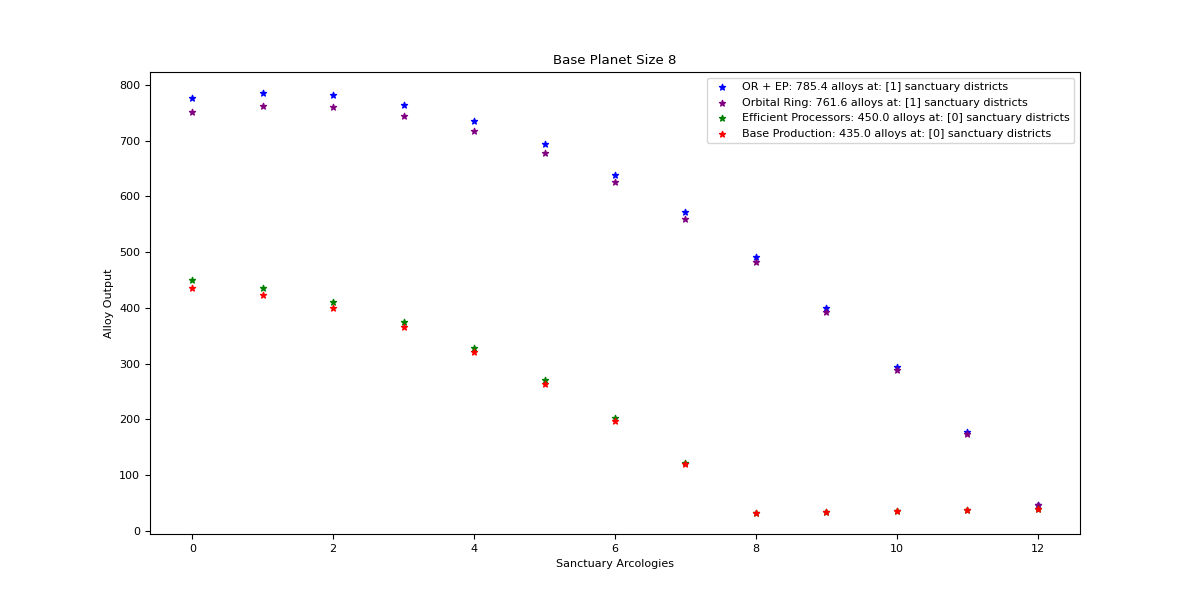 Base Planet Size 8
OR + EP: 785.4 alloys at: [1] sanctuary districts
Orbital Ring: 761.6 alloys at: [1] sanctuary districts
Efficient Processors: 450.0 alloys at: [0] sanctuary districts
Base Production: 435.0 alloys at: [0] sanctuary districts
Alloy Output
800
700
600
500
400
300
200
100
0
0 2 4 6 8 10 12
Sanctuary Arcologies